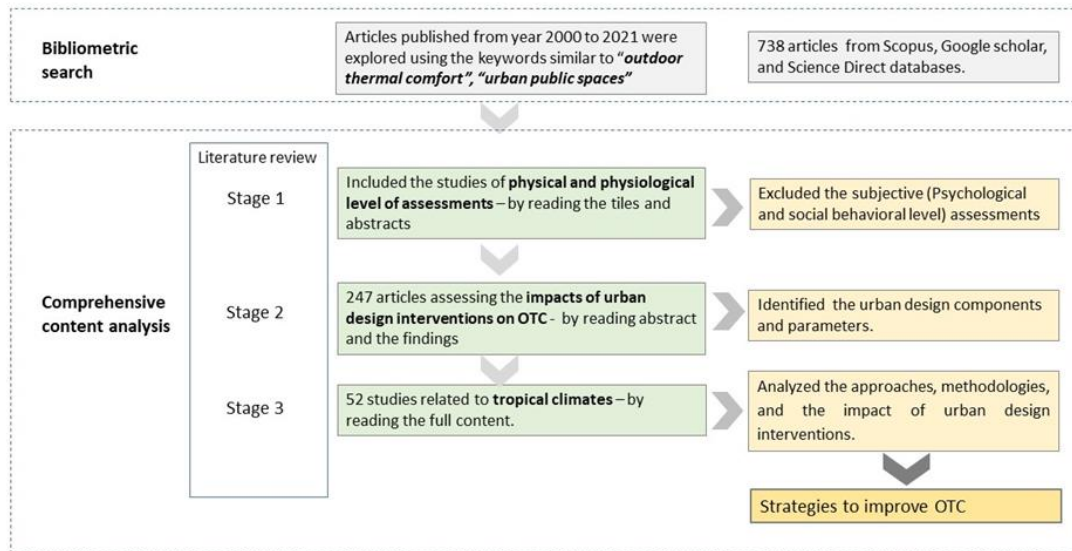 Bibliometric
search
Articles published from year 2000 to 2021 were
explored using the keywords similar to "outdoor
thermal comfort", "urban public spaces"
738 articles from Scopus, Google scholar,
and Science Direct databases.
Comprehensive
content analysis
Literature review
Stage 1
Included the studies of physical and physiological
level of assessments – by reading the tiles and
abstracts
Excluded the subjective (Psychological
and social behavioral level) assessments
Stage 2
247 articles assessing the impacts of urban
design interventions on OTC - by reading abstract
and the findings
Identified the urban design components
and parameters.
Stage 3
52 studies related to tropical climates – by
reading the full content.
Analyzed the approaches, methodologies,
and the impact of urban design
interventions.
Strategies to improve OTC